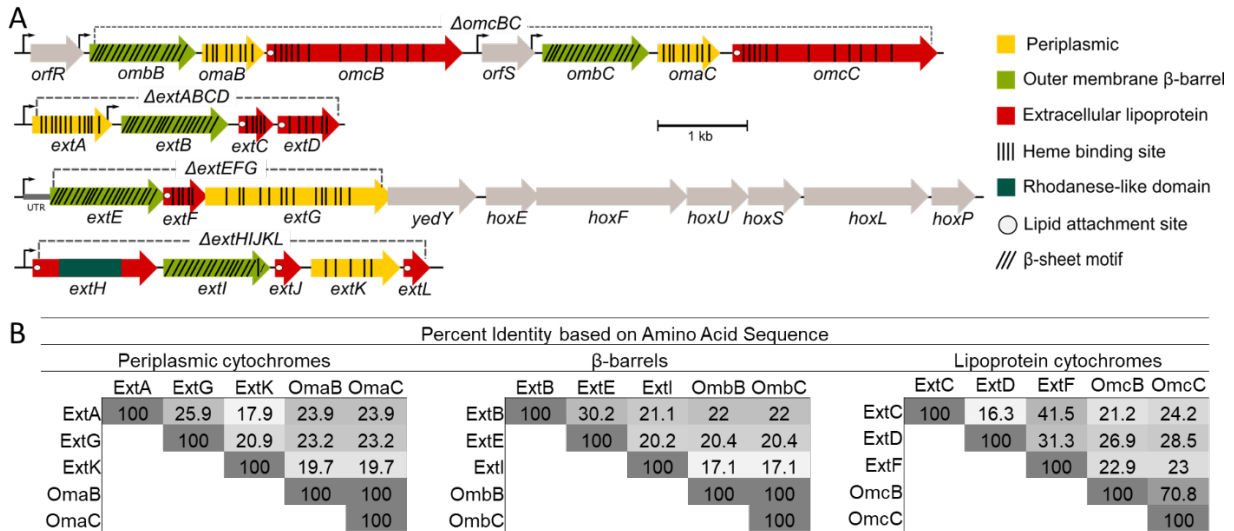 A
ΔomcBC
orfR ombB omaB omcB orfS ombC omaC omcC
ΔextABCD
extA extB extC extD
1 kb
ΔextEFG
UTR
extE extF extG yedY hoxE hoxF hoxU hoxS hoxL hoxP
ΔextHIJKL
extH extI extJ extK extL
Periplasmic
Outer membrane β-barrel
Extracellular lipoprotein
Heme binding site
Rhodanese-like domain
Lipid attachment site
β-sheet motif
B
Percent Identity based on Amino Acid Sequence
Periplasmic cytochromes
ExtA ExtG ExtK OmaB OmaC
ExtA 100 25.9 17.9 23.9 23.9
ExtG 100 20.9 23.2 23.2
ExtK 100 19.7 19.7
OmaB 100 100
OmaC 100
β-barrels
ExtB ExtE ExtI OmbB OmbC
ExtB 100 30.2 21.1 22 22
ExtE 100 20.2 20.4 20.4
ExtI 100 17.1 17.1
OmbB 100 100
OmbC 100
Lipoprotein cytochromes
ExtC ExtD ExtF OmcB OmcC
ExtC 100 16.3 41.5 21.2 24.2
ExtD 100 31.3 26.9 28.5
ExtF 100 22.9 23
OmcB 100 70.8
OmcC 100